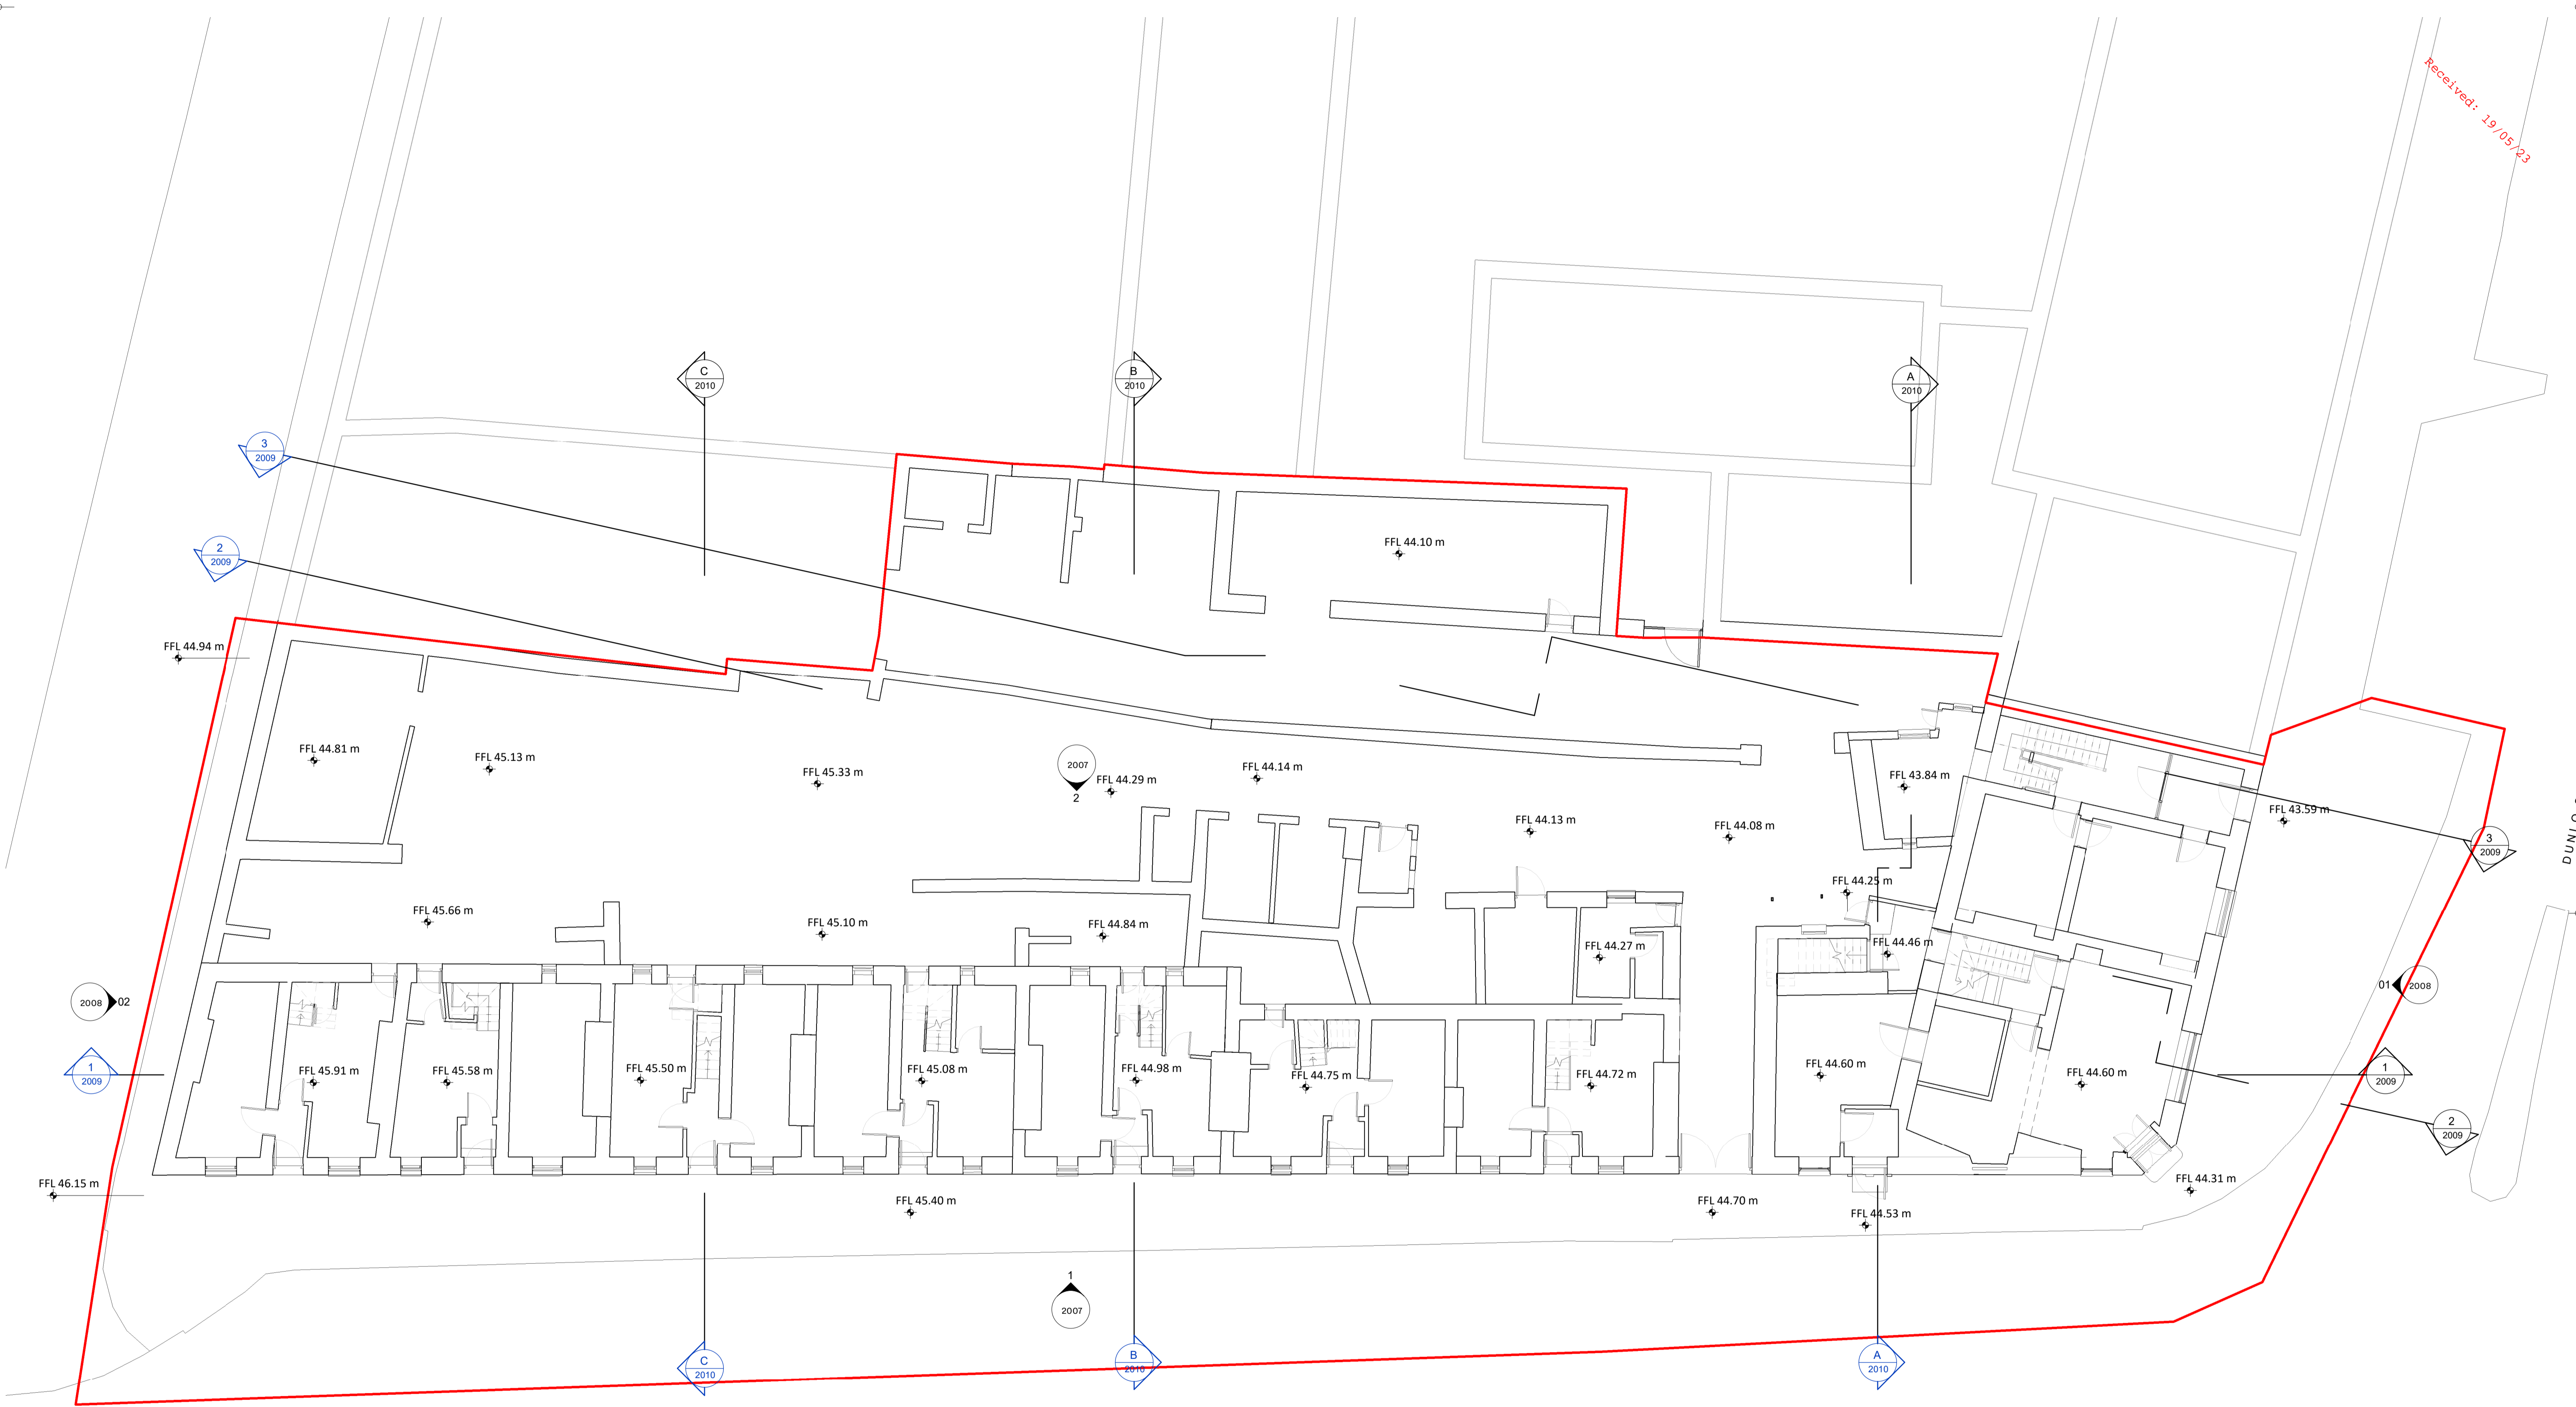 Received: 19/05/23
C
2010
B
2010
A
2010
3
2009
2
2009
FFL 44.10 m
FFL 44.94 m
FFL 44.81 m
FFL 45.13 m
FFL 45.33 m
2007
2
FFL 44.29 m
FFL 44.14 m
FFL 44.13 m
FFL 44.08 m
FFL 43.84 m
FFL 43.59 m
3
2009
FFL 45.66 m
FFL 45.10 m
FFL 44.84 m
FFL 44.27 m
FFL 44.25 m
FFL 44.46 m
2008 02
01 2008
1
2009
FFL 45.91 m
FFL 45.58 m
FFL 45.50 m
FFL 45.08 m
FFL 44.98 m
FFL 44.75 m
FFL 44.72 m
FFL 44.60 m
FFL 44.60 m
1
2009
2
2009
FFL 46.15 m
FFL 45.40 m
FFL 44.70 m
FFL 44.53 m
FFL 44.31 m
1
2007
C
2010
B
2010
A
2010